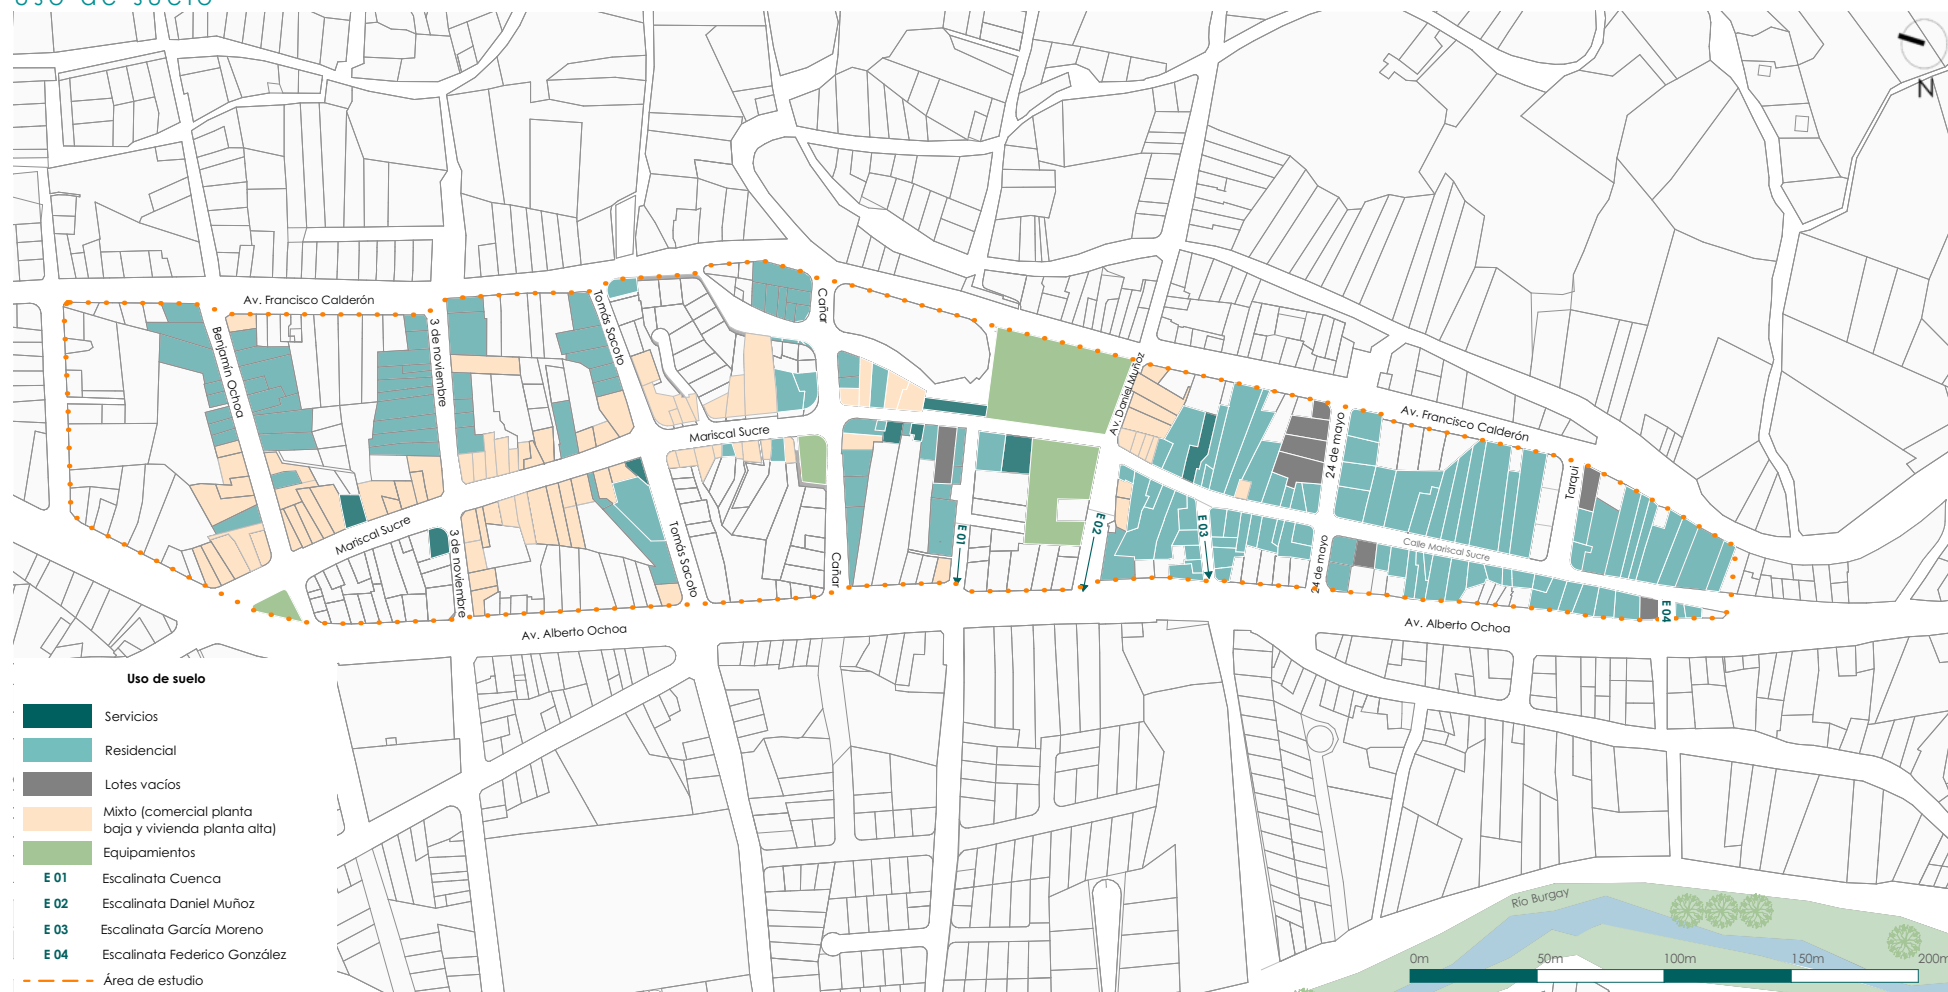 Uso de suelo
N
Av. Francisco Calderón
Benjamín Ochoa
3 de noviembre
Tomás Sacoto
Cañar
Mariscal Sucre
Av. Daniel Muñoz
24 de mayo
Av. Francisco Calderón
Tarqui
Mariscal Sucre
3 de noviembre
Tomás Sacoto
Cañar
E 01
E 02
E 03
24 de mayo
Calle Mariscal Sucre
E 04
Av. Alberto Ochoa
Av. Alberto Ochoa
Uso de suelo
Servicios
Residencial
Lotes vacíos
Mixto (comercial planta
baja y vivienda planta alta)
Equipamientos
E 01 Escalinata Cuenca
E 02 Escalinata Daniel Muñoz
E 03 Escalinata García Moreno
E 04 Escalinata Federico González
Área de estudio
Río Burgay
0m 50m 100m 150m 200m